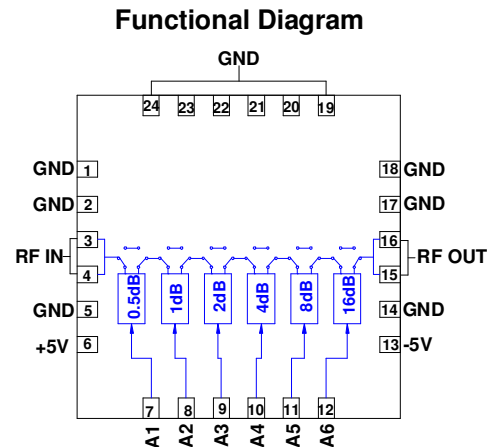 Functional Diagram
GND
24 23 22 21 20 19
GND 1 18 GND
GND 2 17 GND
3 16
RF IN RF OUT
4 15
0.5dB 1dB 2dB 4dB 8dB 16dB
GND 5 14 GND
+5V 6 13 -5V
7 8 9 10 11 12
A1 A2 A3 A4 A5 A6